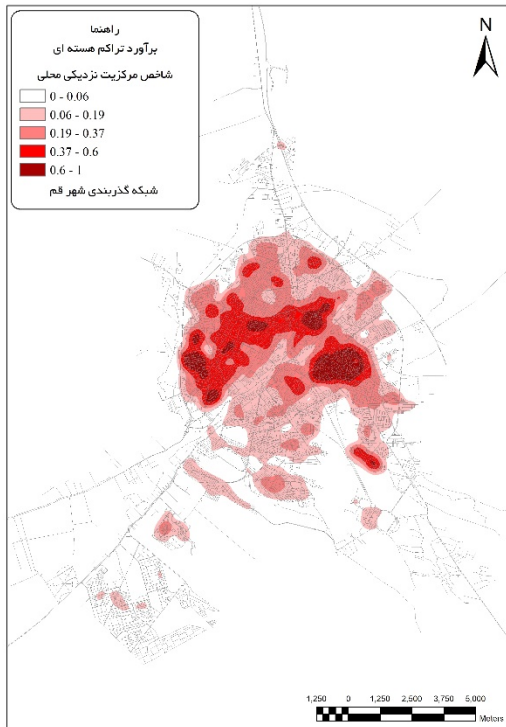 راهنما
برآورد تراکم هسته ای
شاخص مرکزیت نزدیکی محلی
0 - 0.06
0.06 - 0.19
0.19 - 0.37
0.37 - 0.6
0.6 - 1
شبکه گذربندی شهر قم
N
1,250 0 1,250 2,500 3,750 5,000
Meters